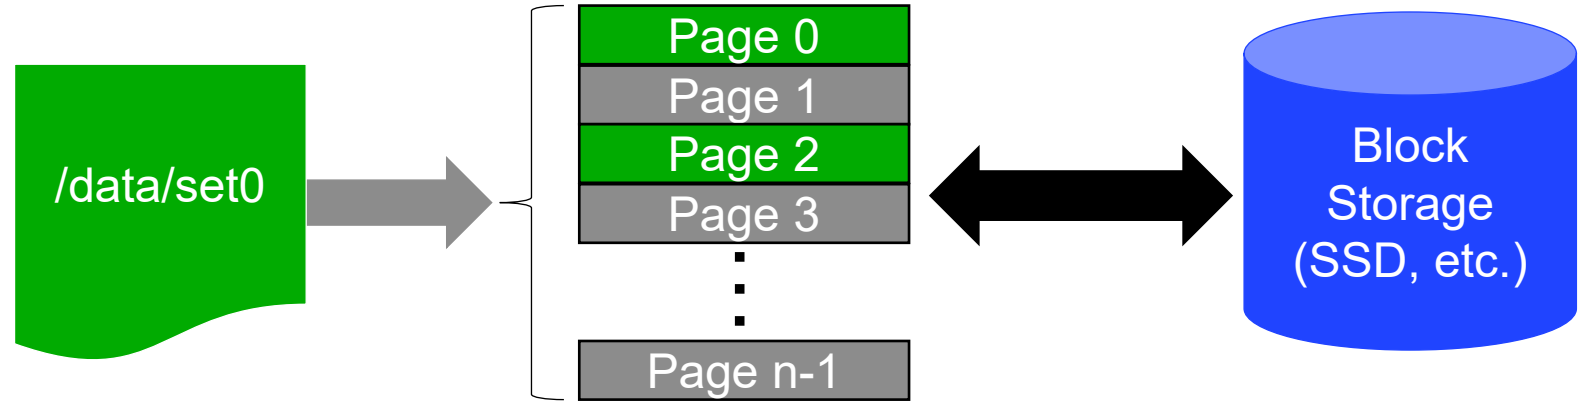 /data/set0
Page 0
Page 1
Page 2
Page 3
Page n-1
Block
Storage
(SSD, etc.)